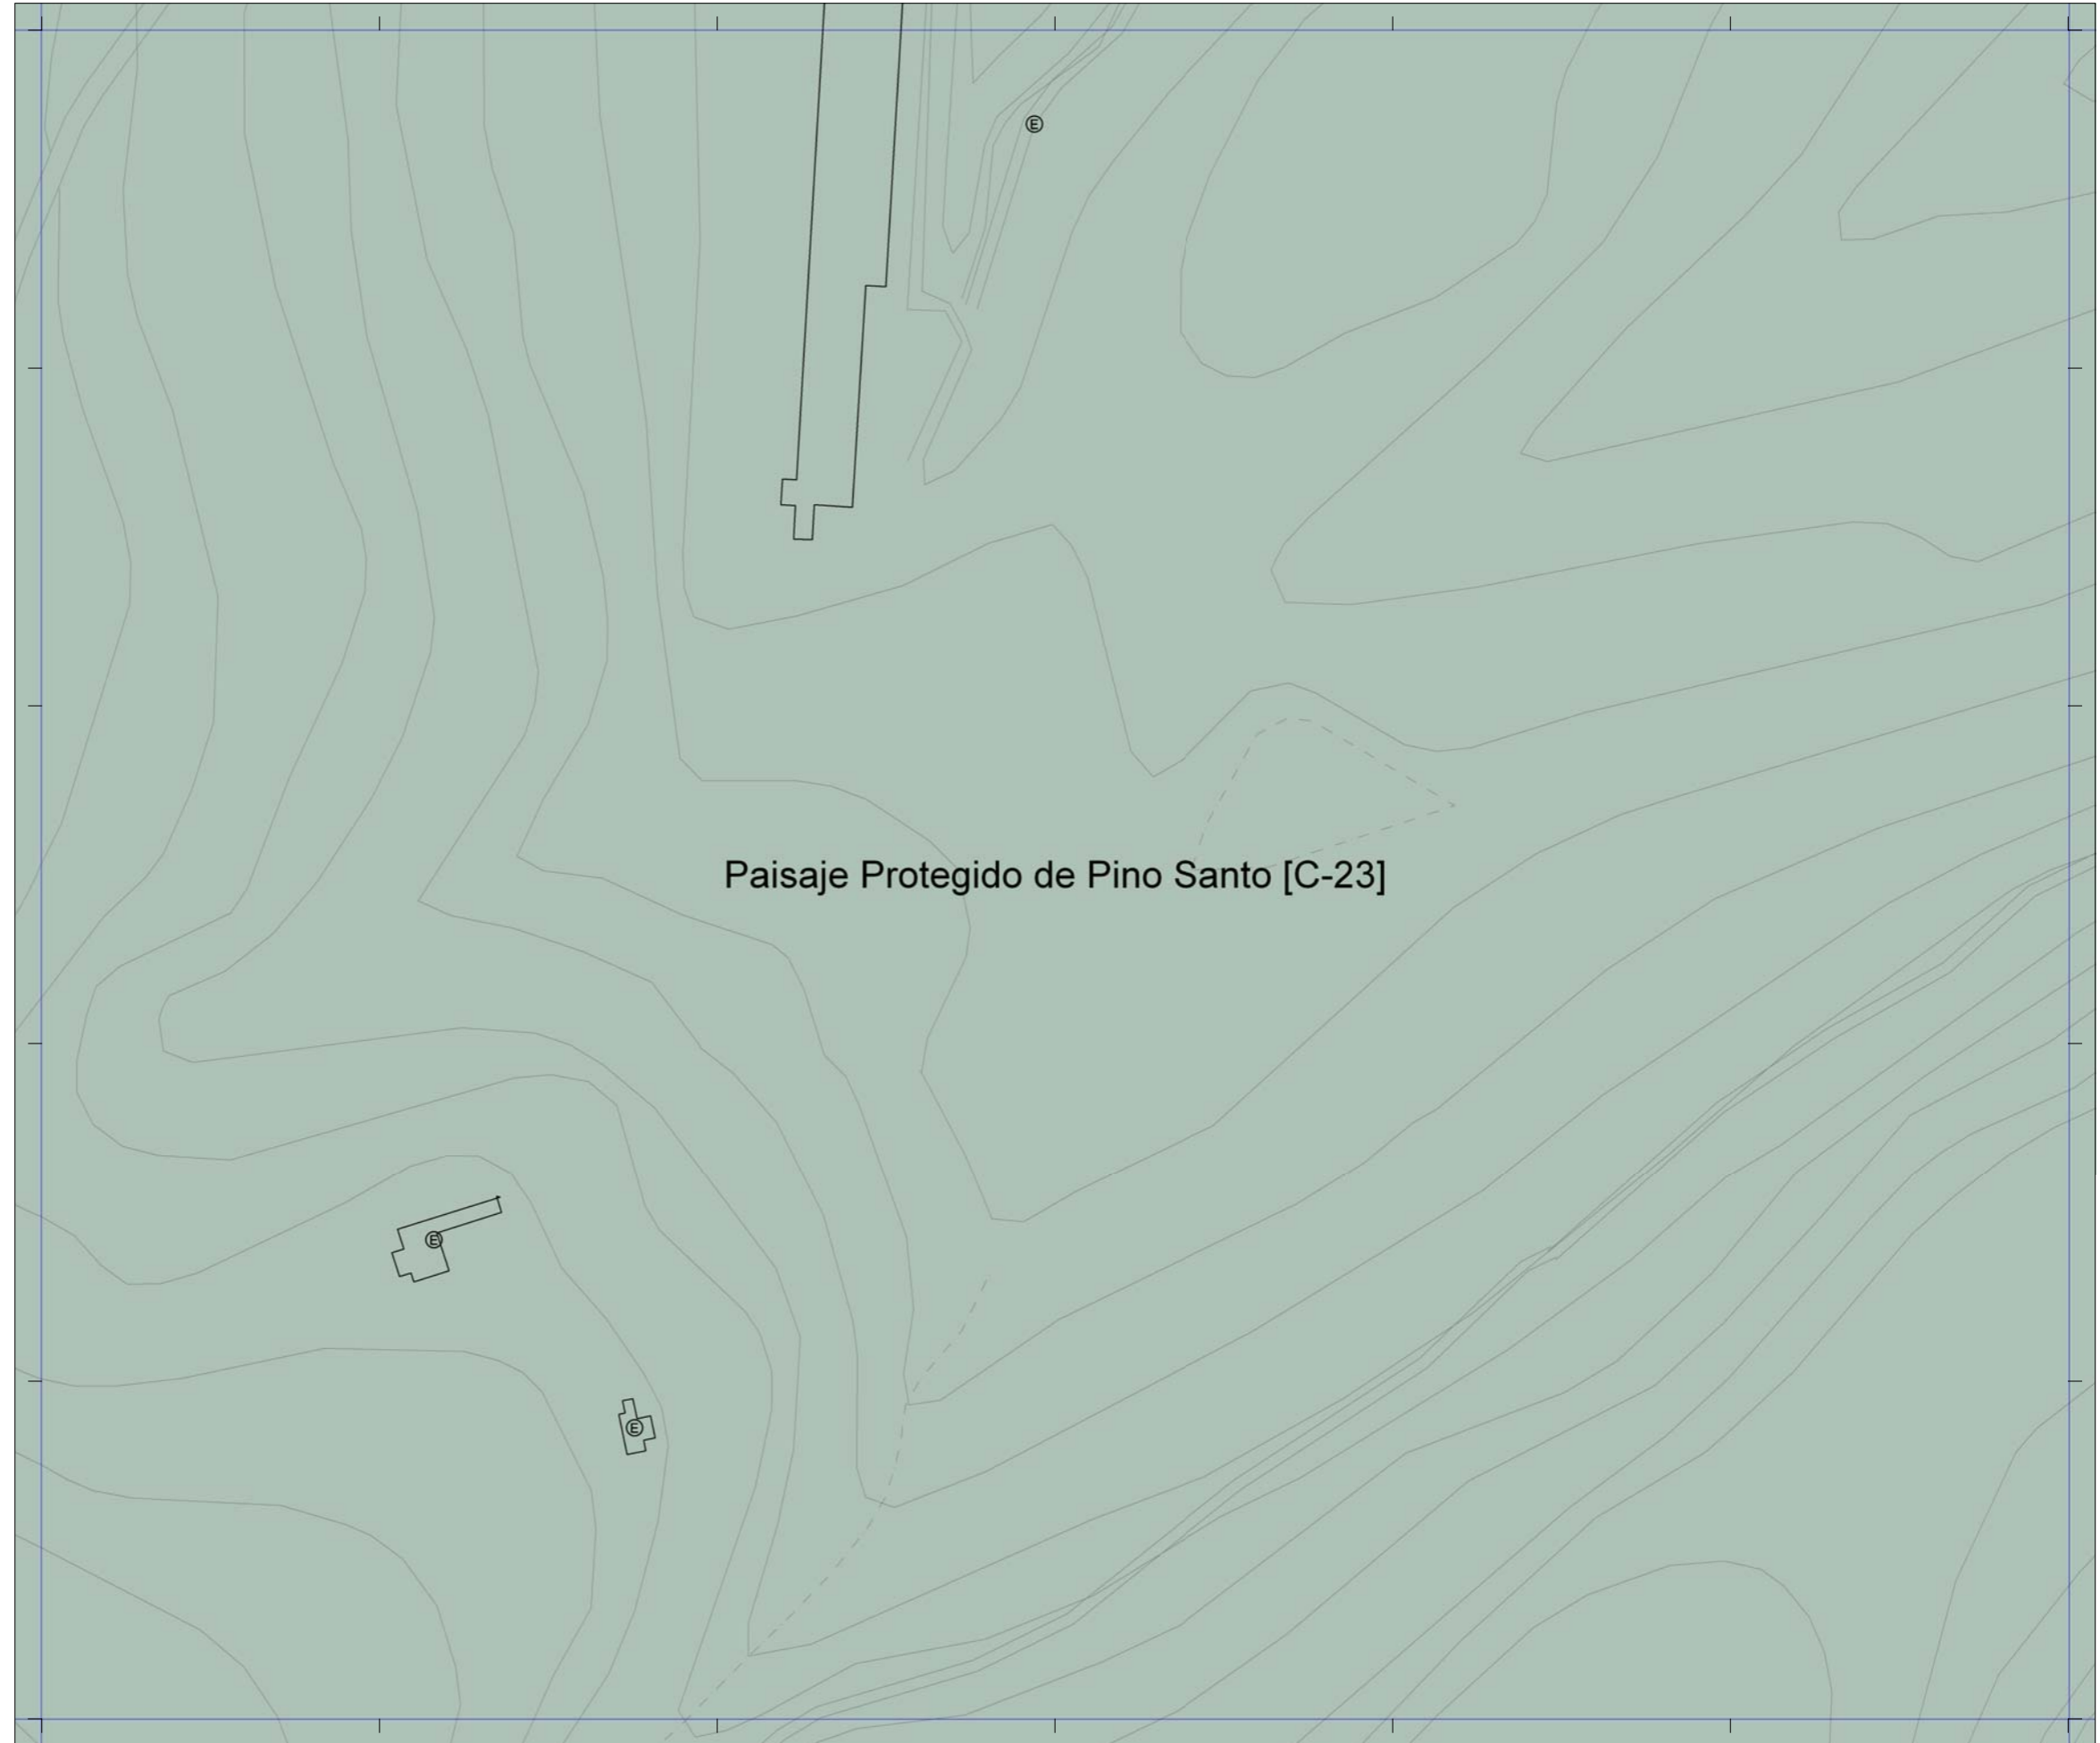 Ⓔ
Paisaje Protegido de Pino Santo [C-23]
Ⓔ
Ⓔ